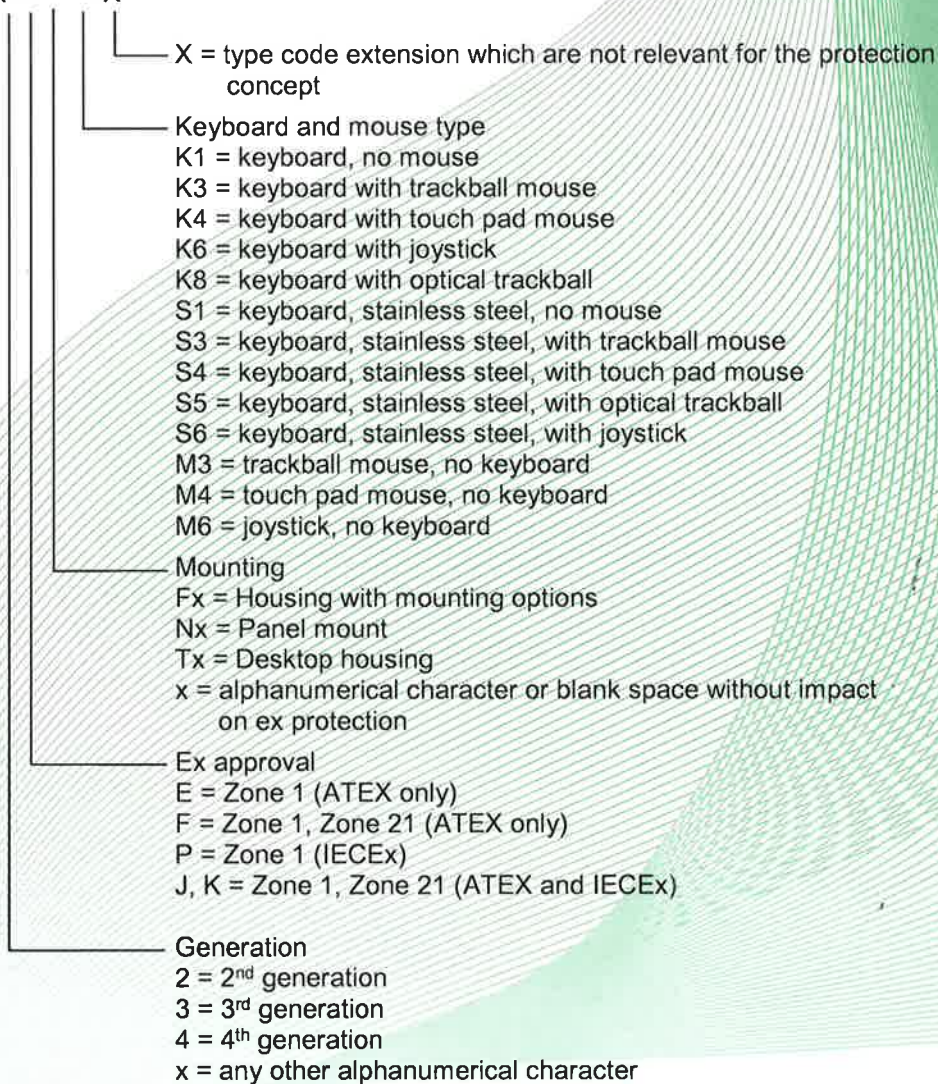 X = type code extension which are not relevant for the protection
concept
Keyboard and mouse type
K1 = keyboard, no mouse
K3 = keyboard with trackball mouse
K4 = keyboard with touch pad mouse
K6 = keyboard with joystick
K8 = keyboard with optical trackball
S1 = keyboard, stainless steel, no mouse
S3 = keyboard, stainless steel, with trackball mouse
S4 = keyboard, stainless steel, with touch pad mouse
S5 = keyboard, stainless steel, with optical trackball
S6 = keyboard, stainless steel, with joystick
M3 = trackball mouse, no keyboard
M4 = touch pad mouse, no keyboard
M6 = joystick, no keyboard
Mounting
Fx = Housing with mounting options
Nx = Panel mount
Tx = Desktop housing
x = alphanumerical character or blank space without impact
on ex protection
Ex approval
E = Zone 1 (ATEX only)
F = Zone 1, Zone 21 (ATEX only)
P = Zone 1 (IECEx)
J, K = Zone 1, Zone 21 (ATEX and IECEx)
Generation
2 = 2nd generation
3 = 3rd generation
4 = 4th generation
x = any other alphanumerical character